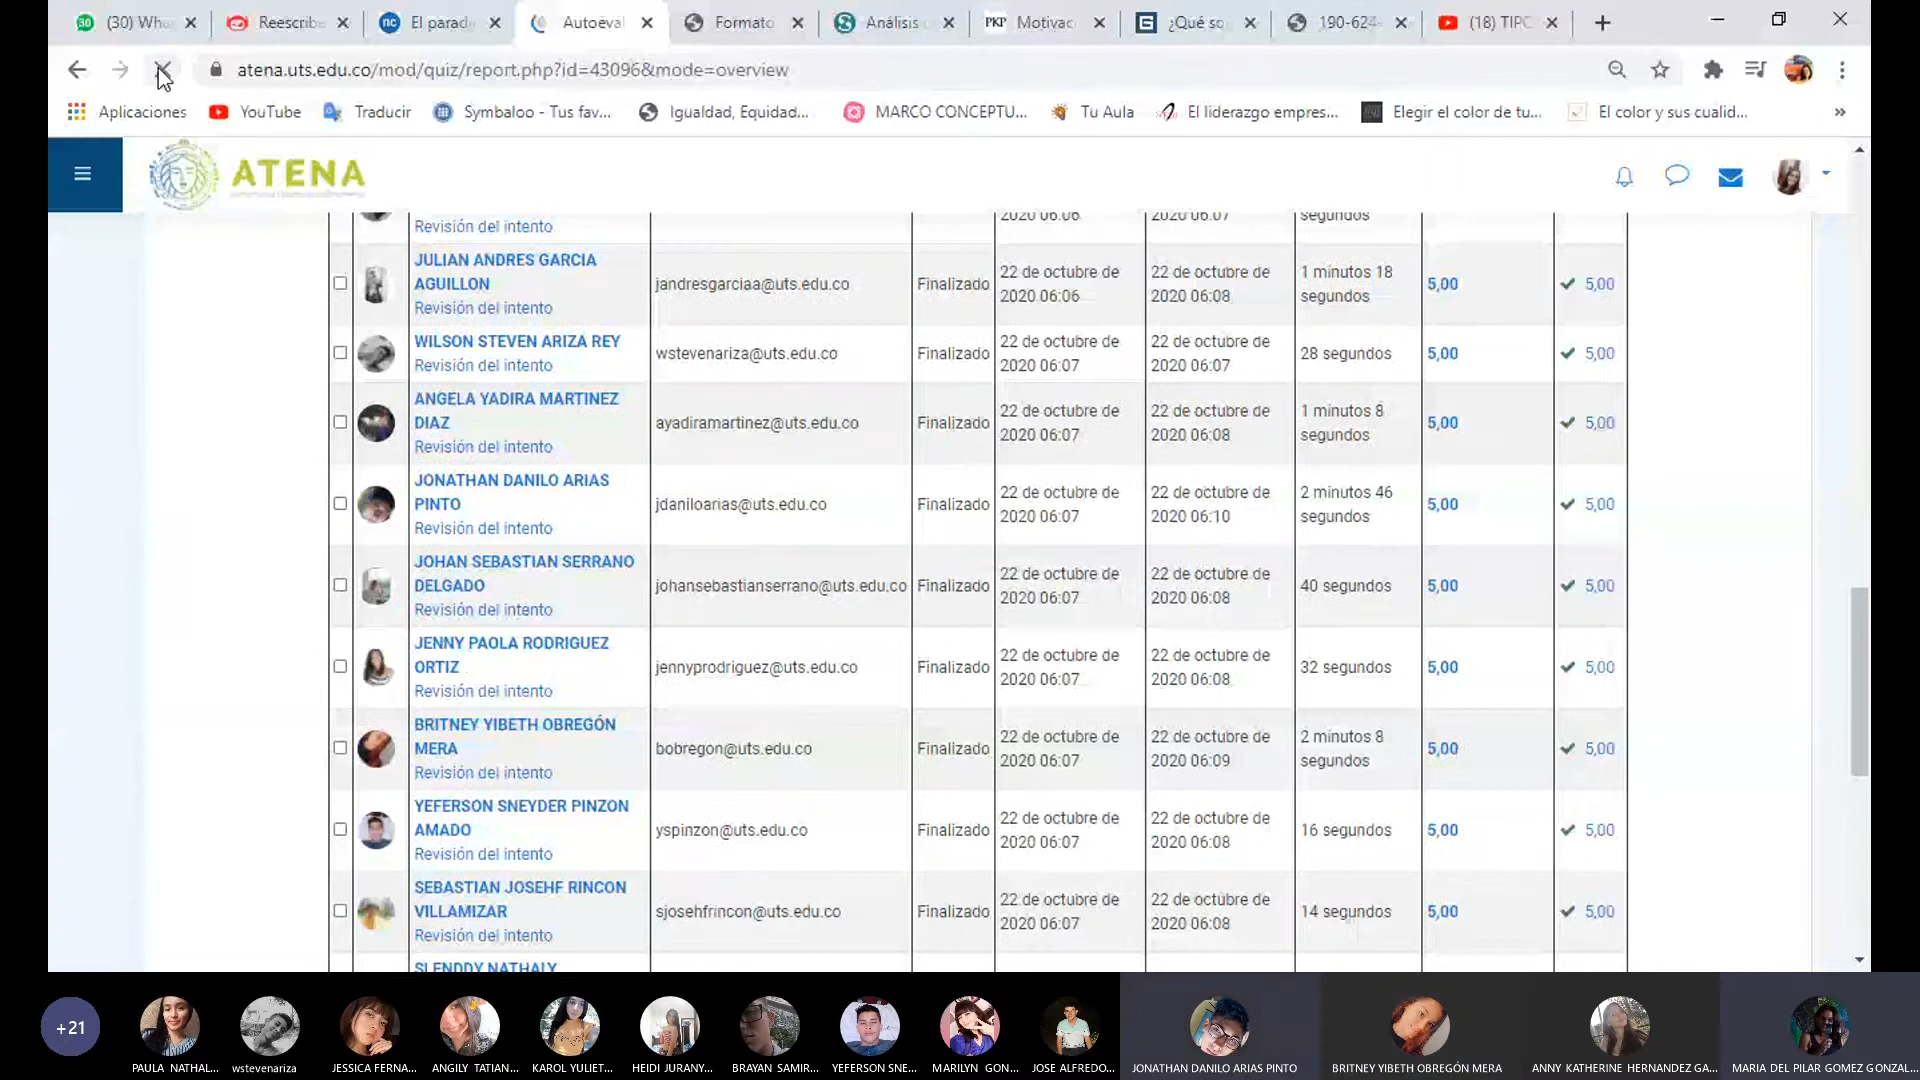 (30) Wha
Reescrib
El parad
Autoeval
Formato
Análisis
PKP Motivac
¿Qué so
190-624
(18) TIPO
atena.uts.edu.co/mod/quiz/report.php?id=43096&mode=overview
Aplicaciones
YouTube
Traducir
Symbaloo - Tus fav...
Igualdad, Equidad...
MARCO CONCEPTU...
Tu Aula
El liderazgo empres...
Elegir el color de tu...
El color y sus cualid...
»
ATENA
Revisión del intento
2020 06:06
2020 06:07
segundos
JULIAN ANDRES GARCIA
AGUILLON
Revisión del intento
jandresgarciaa@uts.edu.co
Finalizado
22 de octubre de
2020 06:06
22 de octubre de
2020 06:08
1 minutos 18
segundos
5,00
5,00
WILSON STEVEN ARIZA REY
Revisión del intento
wstevenariza@uts.edu.co
Finalizado
22 de octubre de
2020 06:07
22 de octubre de
2020 06:07
28 segundos
5,00
5,00
ANGELA YADIRA MARTINEZ
DIAZ
Revisión del intento
ayadiramartinez@uts.edu.co
Finalizado
22 de octubre de
2020 06:07
22 de octubre de
2020 06:08
1 minutos 8
segundos
5,00
5,00
JONATHAN DANILO ARIAS
PINTO
Revisión del intento
jdaniloarias@uts.edu.co
Finalizado
22 de octubre de
2020 06:07
22 de octubre de
2020 06:10
2 minutos 46
segundos
5,00
5,00
JOHAN SEBASTIAN SERRANO
DELGADO
Revisión del intento
johansebastianserrano@uts.edu.co
Finalizado
22 de octubre de
2020 06:07
22 de octubre de
2020 06:08
40 segundos
5,00
5,00
JENNY PAOLA RODRIGUEZ
ORTIZ
Revisión del intento
jennyprodriguez@uts.edu.co
Finalizado
22 de octubre de
2020 06:07
22 de octubre de
2020 06:08
32 segundos
5,00
5,00
BRITNEY YIBETH OBREGÓN
MERA
Revisión del intento
bobregon@uts.edu.co
Finalizado
22 de octubre de
2020 06:07
22 de octubre de
2020 06:09
2 minutos 8
segundos
5,00
5,00
YEFERSON SNEYDER PINZON
AMADO
Revisión del intento
yspinzon@uts.edu.co
Finalizado
22 de octubre de
2020 06:07
22 de octubre de
2020 06:08
16 segundos
5,00
5,00
SEBASTIAN JOSEHF RINCON
VILLAMIZAR
Revisión del intento
sjosehfrincon@uts.edu.co
Finalizado
22 de octubre de
2020 06:07
22 de octubre de
2020 06:08
14 segundos
5,00
5,00
SLENDDY NATHALY
+21
PAULA NATHAL...
wstevenariza
JESSICA FERNA...
ANGILY TATIAN...
KAROL YULIET...
HEIDI JURANY...
BRAYAN SAMIR...
YEFERSON SNE...
MARILYN GON...
JOSE ALFREDO...
JONATHAN DANILO ARIAS PINTO
BRITNEY YIBETH OBREGÓN MERA
ANNY KATHERINE HERNANDEZ GA...
MARIA DEL PILAR GOMEZ GONZAL...